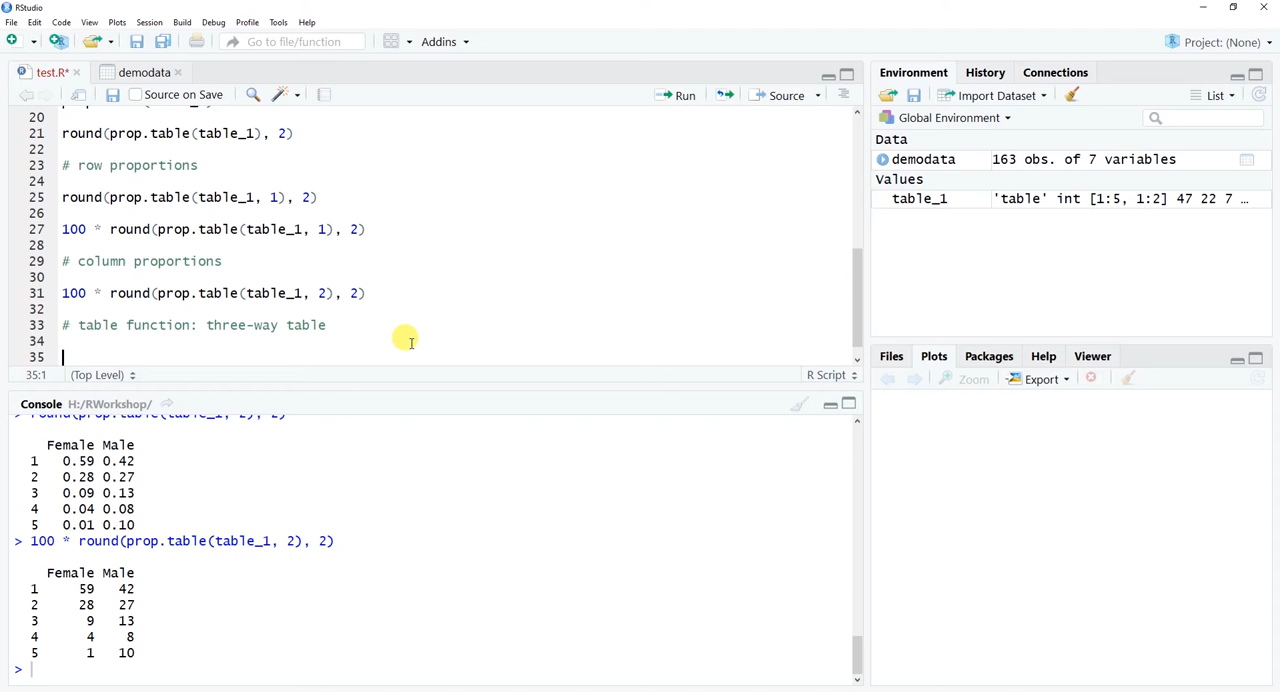 RStudio
File Edit Code View Plots Session Build Debug Profile Tools Help
Go to file/function Addins Project: (None)
test.R* demodata
Source on Save Run Source
20
21 round(prop.table(table_1), 2)
22
23 # row proportions
24
25 round(prop.table(table_1, 1), 2)
26
27 100 * round(prop.table(table_1, 1), 2)
28
29 # column proportions
30
31 100 * round(prop.table(table_1, 2), 2)
32
33 # table function: three-way table
34
35
35:1 (Top Level) R Script
Console H:/RWorkshop/
> round(prop.table(table_1, 2), 2)
Female Male
1 0.59 0.42
2 0.28 0.27
3 0.09 0.13
4 0.04 0.08
5 0.01 0.10
> 100 * round(prop.table(table_1, 2), 2)
Female Male
1 59 42
2 28 27
3 9 13
4 4 8
5 1 10
>
Environment History Connections
Import Dataset List
Global Environment
Data
demodata 163 obs. of 7 variables
Values
table_1 'table' int [1:5, 1:2] 47 22 7 …
Files Plots Packages Help Viewer
Zoom Export